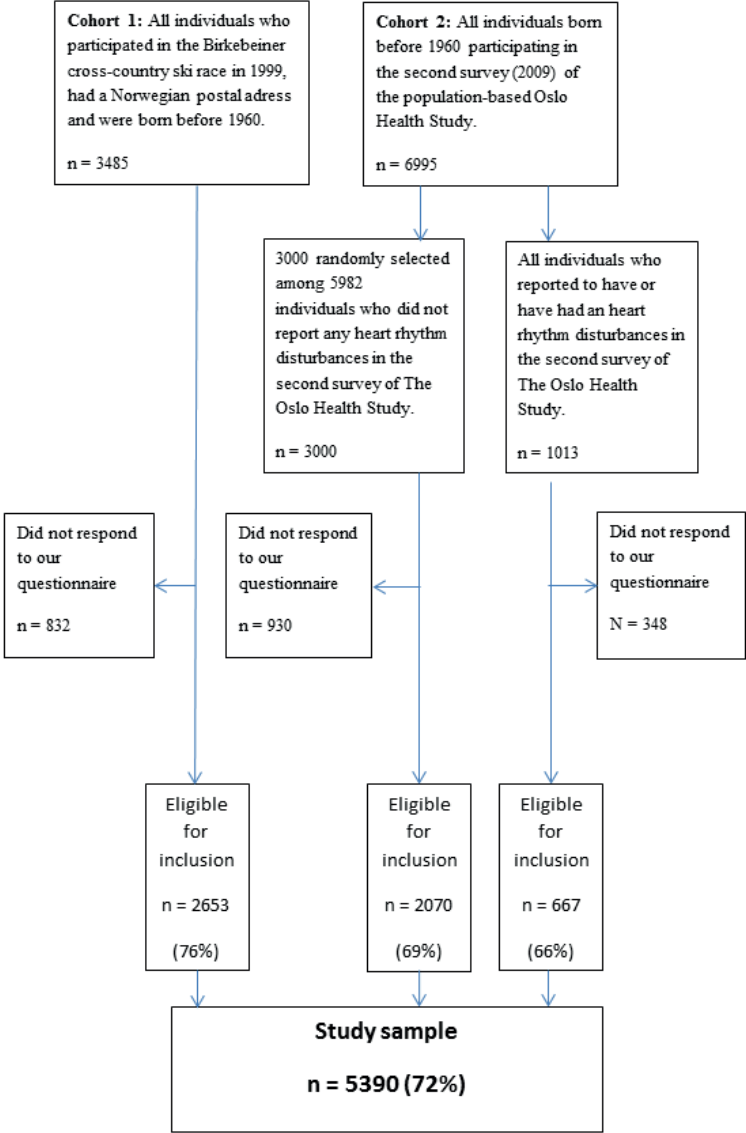 Cohort 1: All individuals who
participated in the Birkebeiner
cross-country ski race in 1999,
had a Norwegian postal adress
and were born before 1960.
n = 3485
Cohort 2: All individuals born
before 1960 participating in
the second survey (2009) of
the population-based Oslo
Health Study.
n = 6995
3000 randomly selected
among 5982
individuals who did not
report any heart rhythm
disturbances in the
second survey of The
Oslo Health Study.
n = 3000
All individuals who
reported to have or
have had an heart
rhythm disturbances in
the second survey of
The Oslo Health
Study.
n = 1013
Did not respond
to our
questionnaire
n = 832
Did not respond
to our
questionnaire
n = 930
Did not respond
to our
questionnaire
N = 348
Eligible
for
inclusion
n = 2653
(76%)
Eligible
for
inclusion
n = 2070
(69%)
Eligible
for
inclusion
n = 667
(66%)
Study sample
n = 5390 (72%)